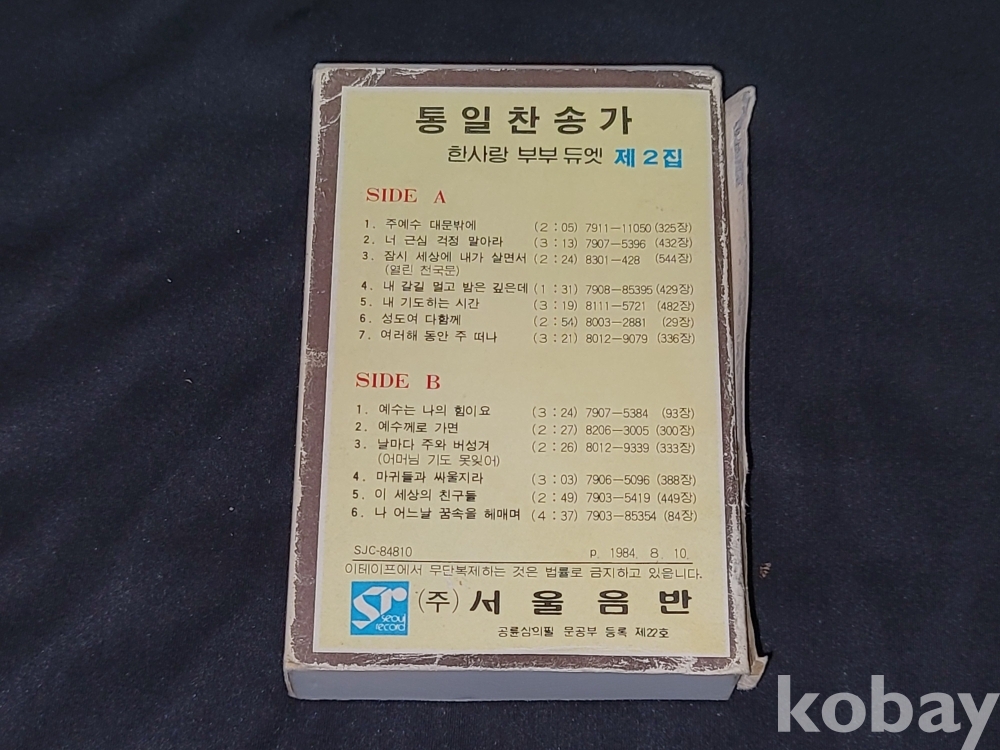 통일찬송가
한사랑 부부 듀엣 제2집
SIDE A
1. 주예수 대문밖에 (2:05) 7911-11050 (325장)
2. 너 근심 걱정 말아라 (3:13) 7907-5396 (432장)
3. 잠시 세상에 내가 살면서 (2:24) 8301-428 (544장)
(열린 천국문)
4. 내 갈길 멀고 밤은 깊은데 (1:31) 7908-85395 (429장)
5. 내 기도하는 시간 (3:19) 8111-5721 (482장)
6. 성도여 다함께 (2:54) 8003-2881 (29장)
7. 여러해 동안 주 떠나 (3:21) 8012-9079 (336장)
SIDE B
1. 예수는 나의 힘이요 (3:24) 7907-5384 (93장)
2. 예수께로 가면 (2:27) 8206-3005 (300장)
3. 날마다 주와 버성겨 (2:26) 8012-9339 (333장)
(어머님 기도 못잊어)
4. 마귀들과 싸울지라 (3:03) 7906-5096 (388장)
5. 이 세상의 친구들 (2:49) 7903-5419 (449장)
6. 나 어느날 꿈속을 헤매며 (4:37) 7903-85354 (84장)
SJC-84810 p. 1984. 8. 10.
이테이프에서 무단복제하는 것은 법률로 금지하고 있읍니다.
sr seoul record (주) 서울음반
공륜심의필 문공부 등록 제22호
kobay